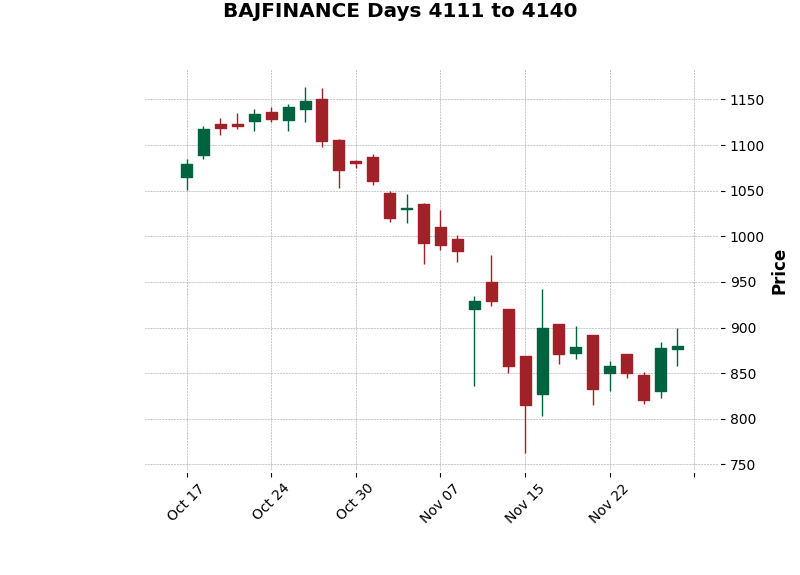 BAJFINANCE Days 4111 to 4140
1150
1100
1050
1000
950
900
850
800
750
Price
Oct 17
Oct 24
Oct 30
Nov 07
Nov 15
Nov 22